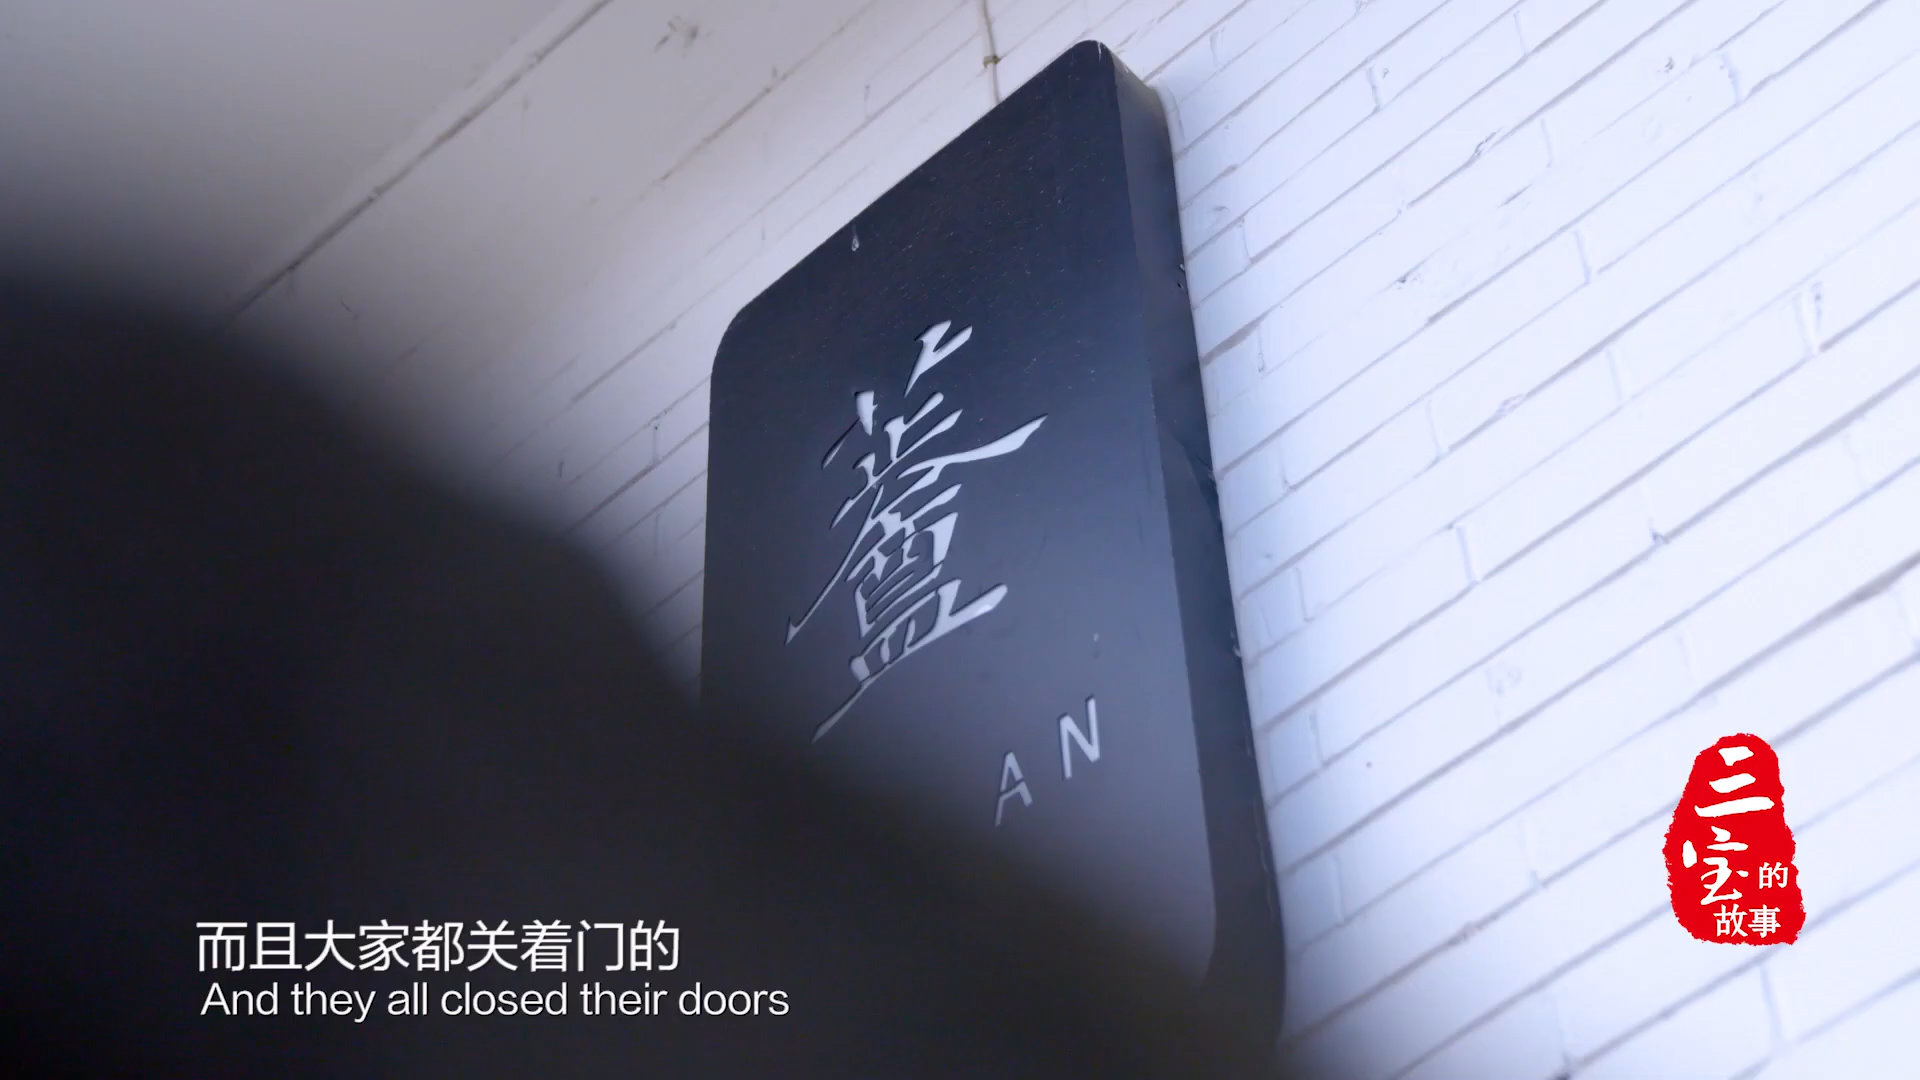 AN
三宝的
故事
而且大家都关着门的
And they all closed their doors